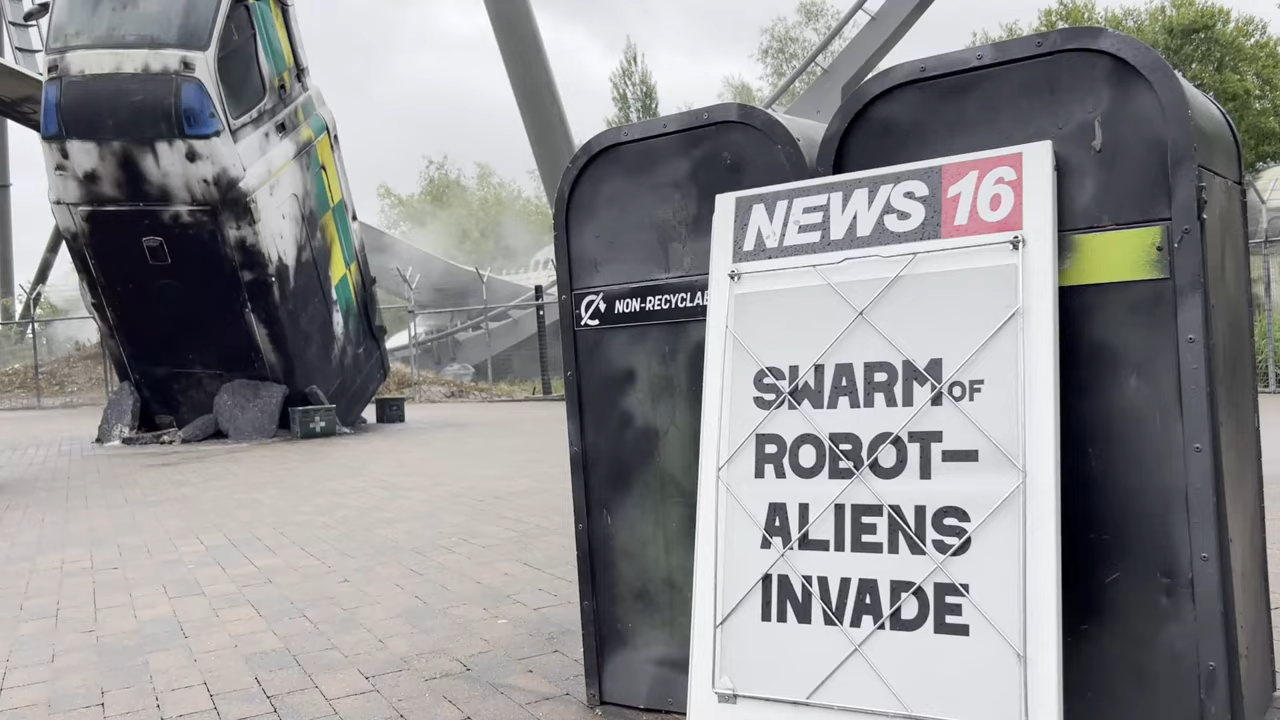 NEWS 16
NON-RECYCLAB
SWARM OF
ROBOT-
ALIENS
INVADE